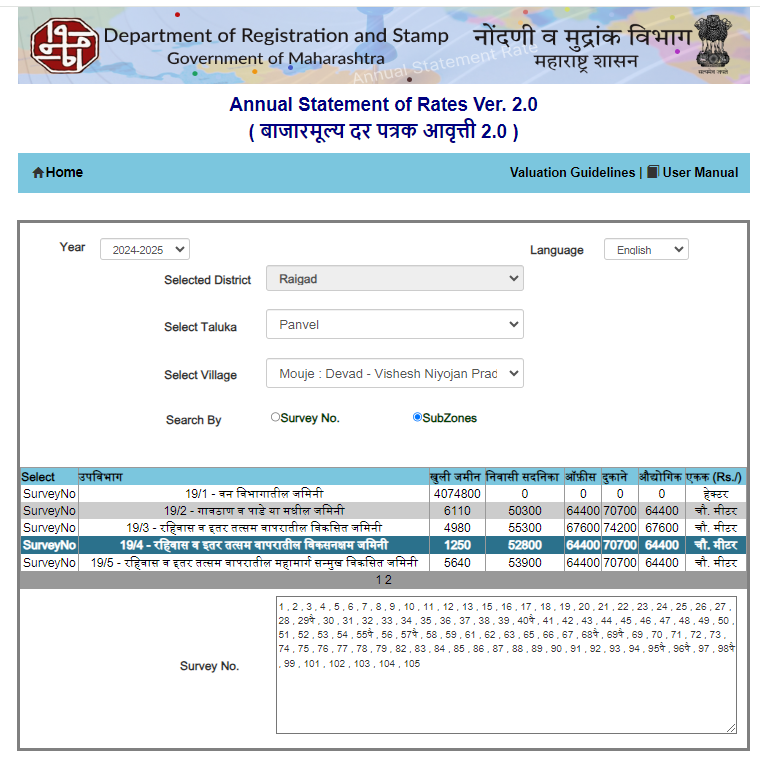 Department of Registration and Stamp
Government of Maharashtra
नोंदणी व मुद्रांक विभाग
महाराष्ट्र शासन
Annual Statement Rate
सत्यमेव जयते
Annual Statement of Rates Ver. 2.0
( बाजारमूल्य दर पत्रक आवृत्ती 2.0 )
Home
Valuation Guidelines | User Manual
Year 2024-2025 Language English
Selected District Raigad
Select Taluka Panvel
Select Village Mouje : Devad - Vishesh Niyojan Prad
Search By Survey No. SubZones
Select उपविभाग खुली जमीन निवासी सदनिका ऑफ़ीस दुकाने औद्योगिक एकक (Rs./)
SurveyNo 19/1 - वन विभागातील जमिनी 4074800 0 0 0 0 हेक्टर
SurveyNo 19/2 - गावठाण व पाडे या मधील जमिनी 6110 50300 64400 70700 64400 चौ. मीटर
SurveyNo 19/3 - रहिवास व इतर तत्सम वापरातील विकसित जमिनी 4980 55300 67600 74200 67600 चौ. मीटर
SurveyNo 19/4 - रहिवास व इतर तत्सम वापरातील विकसनक्षम जमिनी 1250 52800 64400 70700 64400 चौ. मीटर
SurveyNo 19/5 - रहिवास व इतर तत्सम वापरातील महामार्ग सन्मुख विकसित जमिनी 5640 53900 64400 70700 64400 चौ. मीटर
1 2
Survey No.
1 , 2 , 3 , 4 , 5 , 6 , 7 , 8 , 9 , 10 , 11 , 12 , 13 , 15 , 16 , 17 , 18 , 19 , 20 , 21 , 22 , 23 , 24 , 25 , 26 , 27 ,
28 , 29पै , 30 , 31 , 32 , 33 , 34 , 35 , 36 , 37 , 38 , 39 , 40पै , 41 , 42 , 43 , 44 , 45 , 46 , 47 , 48 , 49 , 50 ,
51 , 52 , 53 , 54 , 55पै , 56 , 57पै , 58 , 59 , 61 , 62 , 63 , 65 , 66 , 67 , 68पै , 69पै , 69 , 70 , 71 , 72 , 73 ,
74 , 75 , 76 , 77 , 78 , 79 , 82 , 83 , 84 , 85 , 86 , 87 , 88 , 89 , 90 , 91 , 92 , 93 , 94 , 95पै , 96पै , 97 , 98पै
, 99 , 101 , 102 , 103 , 104 , 105